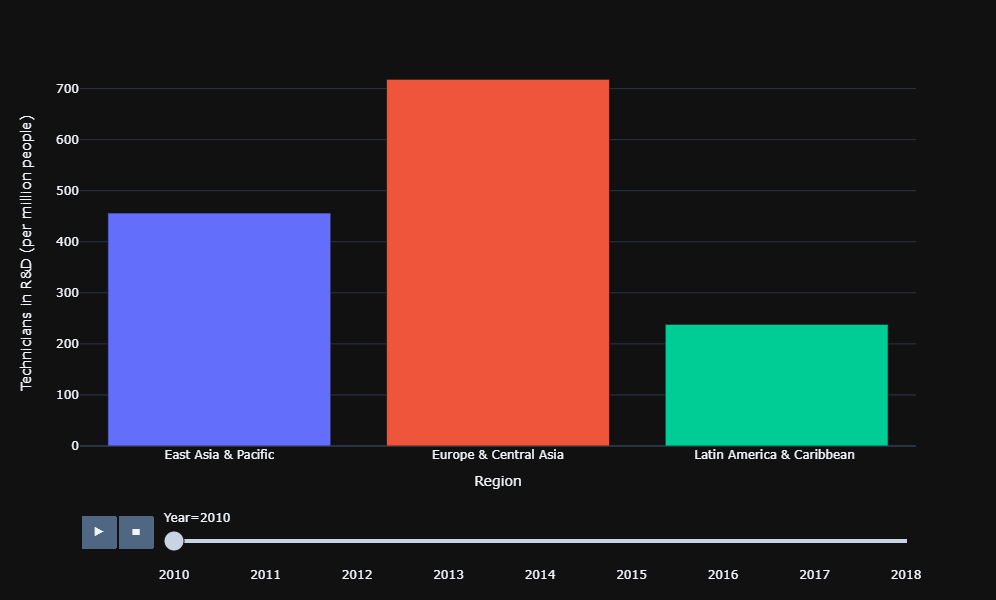 700
600
500
400
300
200
100
0
Technicians in R&D (per million people)
East Asia & Pacific
Europe & Central Asia
Latin America & Caribbean
Region
Year=2010
2010
2011
2012
2013
2014
2015
2016
2017
2018